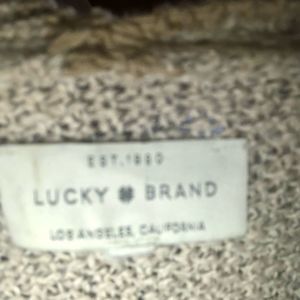 EST. 1990
LUCKY BRAND
LOS ANGELES, CALIFORNIA